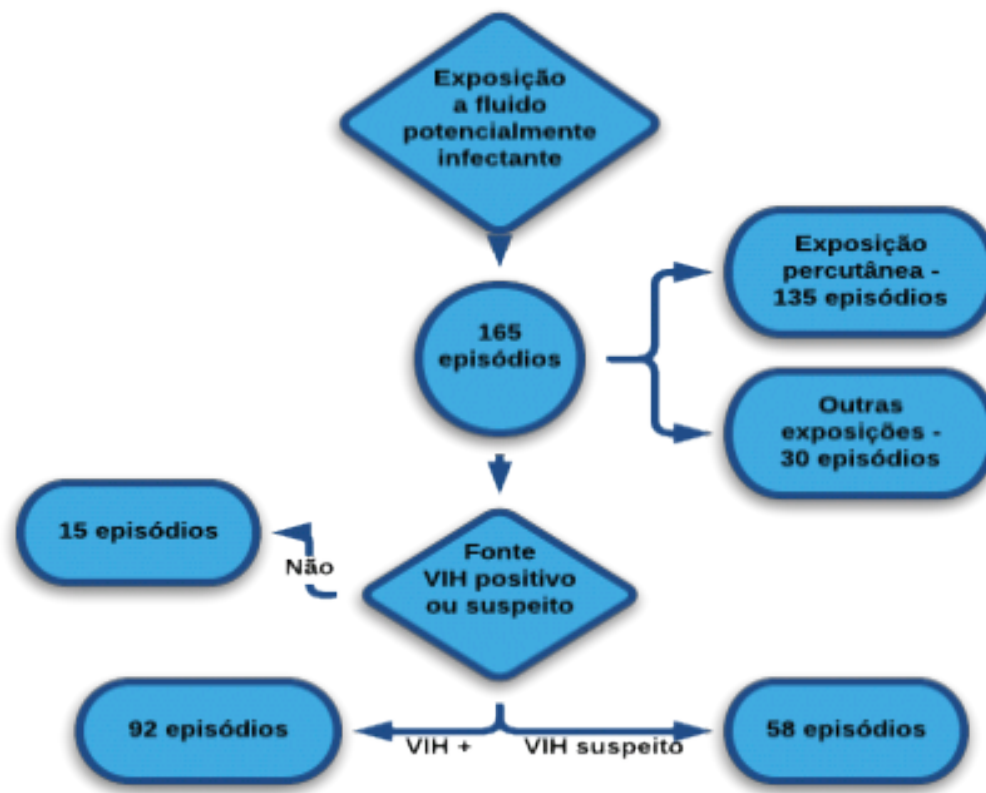 Exposição
a fluido
potencialmente
infectante
Exposição
percutânea -
135 episódios
165
episódios
Outras
exposições -
30 episódios
15 episódios
Não
Fonte
VIH positivo
ou suspeito
92 episódios
VIH +
VIH suspeito
58 episódios